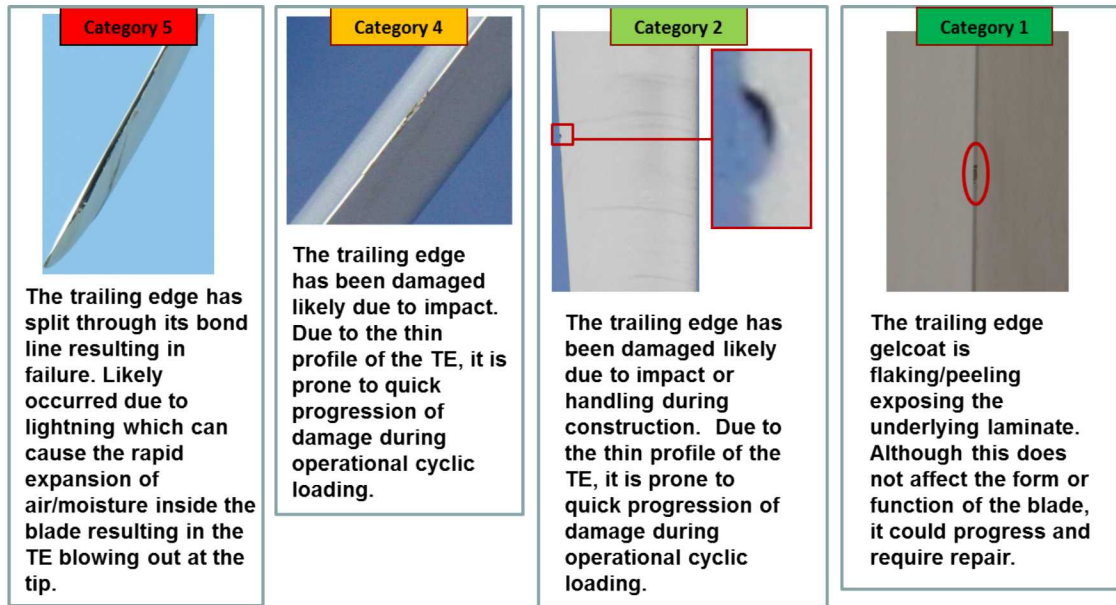 Category 5
The trailing edge has
split through its bond
line resulting in
failure. Likely
occurred due to
lightning which can
cause the rapid
expansion of
air/moisture inside the
blade resulting in the
TE blowing out at the
tip.
Category 4
The trailing edge
has been damaged
likely due to impact.
Due to the thin
profile of the TE, it is
prone to quick
progression of
damage during
operational cyclic
loading.
Category 2
The trailing edge has
been damaged likely
due to impact or
handling during
construction.  Due to
the thin profile of the
TE, it is prone to
quick progression of
damage during
operational cyclic
loading.
Category 1
The trailing edge
gelcoat is
flaking/peeling
exposing the
underlying laminate.
Although this does
not affect the form or
function of the blade,
it could progress and
require repair.